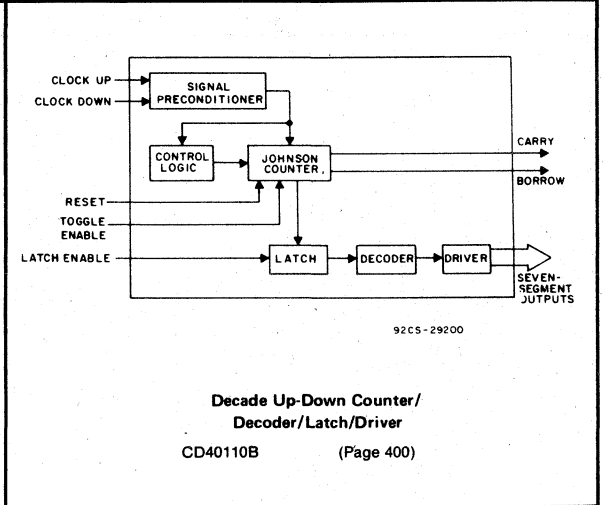 CLOCK UP
CLOCK DOWN
SIGNAL
PRECONDITIONER
CONTROL
LOGIC
JOHNSON
COUNTER
CARRY
BORROW
RESET
TOGGLE
ENABLE
LATCH ENABLE
LATCH
DECODER
DRIVER
SEVEN-
SEGMENT
OUTPUTS
92CS-29200
Decade Up-Down Counter/
Decoder/Latch/Driver
CD40110B (Page 400)